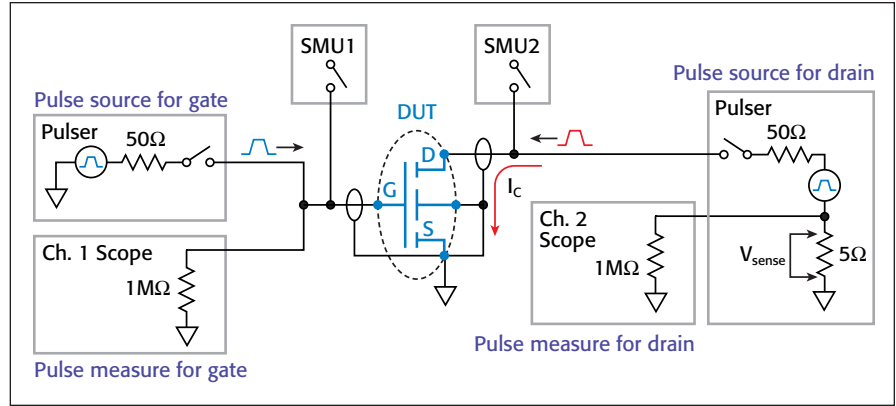 SMU1
SMU2
Pulse source for gate
Pulse source for drain
Pulser
50Ω
DUT
Pulser
50Ω
D
G
S
I_C
Ch. 1 Scope
1MΩ
Ch. 2
Scope
1MΩ
V_sense
5Ω
Pulse measure for drain
Pulse measure for gate